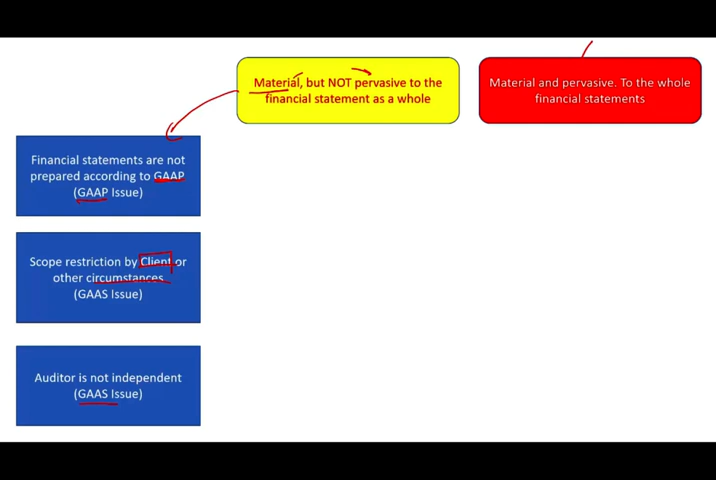 Material, but NOT pervasive to the
financial statement as a whole
Material and pervasive. To the whole
financial statements
Financial statements are not
prepared according to GAAP
(GAAP Issue)
Scope restriction by Client or
other circumstances
(GAAS Issue)
Auditor is not independent
(GAAS Issue)